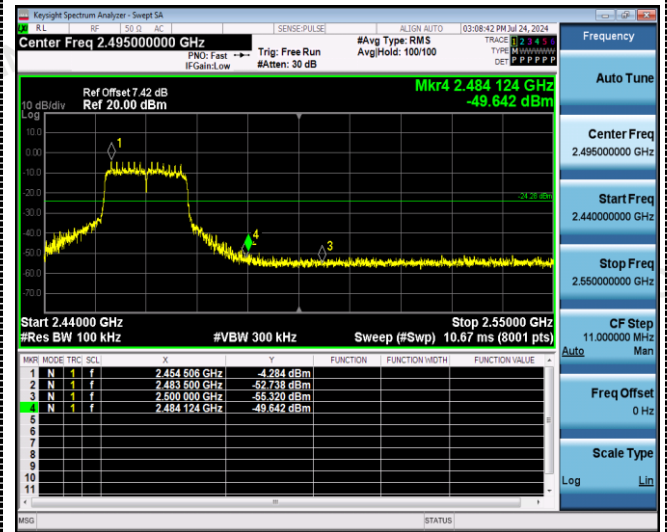 Keysight Spectrum Analyzer - Swept SA
RL RF 50 Ω AC SENSE:PULSE ALIGN AUTO 03:08:42 PM Jul 24, 2024
Center Freq 2.495000000 GHz
PNO: Fast
IFGain:Low
Trig: Free Run
#Atten: 30 dB
#Avg Type: RMS
Avg|Hold: 100/100
TRACE 1 2 3 4 5 6
TYPE M W W W W W
DET P P P P P P
Ref Offset 7.42 dB
Ref 20.00 dBm
10 dB/div
Log
Mkr4 2.484 124 GHz
-49.642 dBm
10.0
0.00
-10.0
-20.0
-30.0
-40.0
-50.0
-60.0
-70.0
1
-24.28 dBm
4
3
Start 2.44000 GHz
#Res BW 100 kHz
#VBW 300 kHz
Stop 2.55000 GHz
Sweep (#Swp) 10.67 ms (8001 pts)
MKR MODE TRC SCL X Y FUNCTION FUNCTION WIDTH FUNCTION VALUE
1 N 1 f 2.454 506 GHz -4.284 dBm
2 N 1 f 2.483 500 GHz -52.738 dBm
3 N 1 f 2.500 000 GHz -55.320 dBm
4 N 1 f 2.484 124 GHz -49.642 dBm
5
6
7
8
9
10
11
MSG
STATUS
Frequency
Auto Tune
Center Freq
2.495000000 GHz
Start Freq
2.440000000 GHz
Stop Freq
2.550000000 GHz
CF Step
11.000000 MHz
Auto Man
Freq Offset
0 Hz
Scale Type
Log Lin